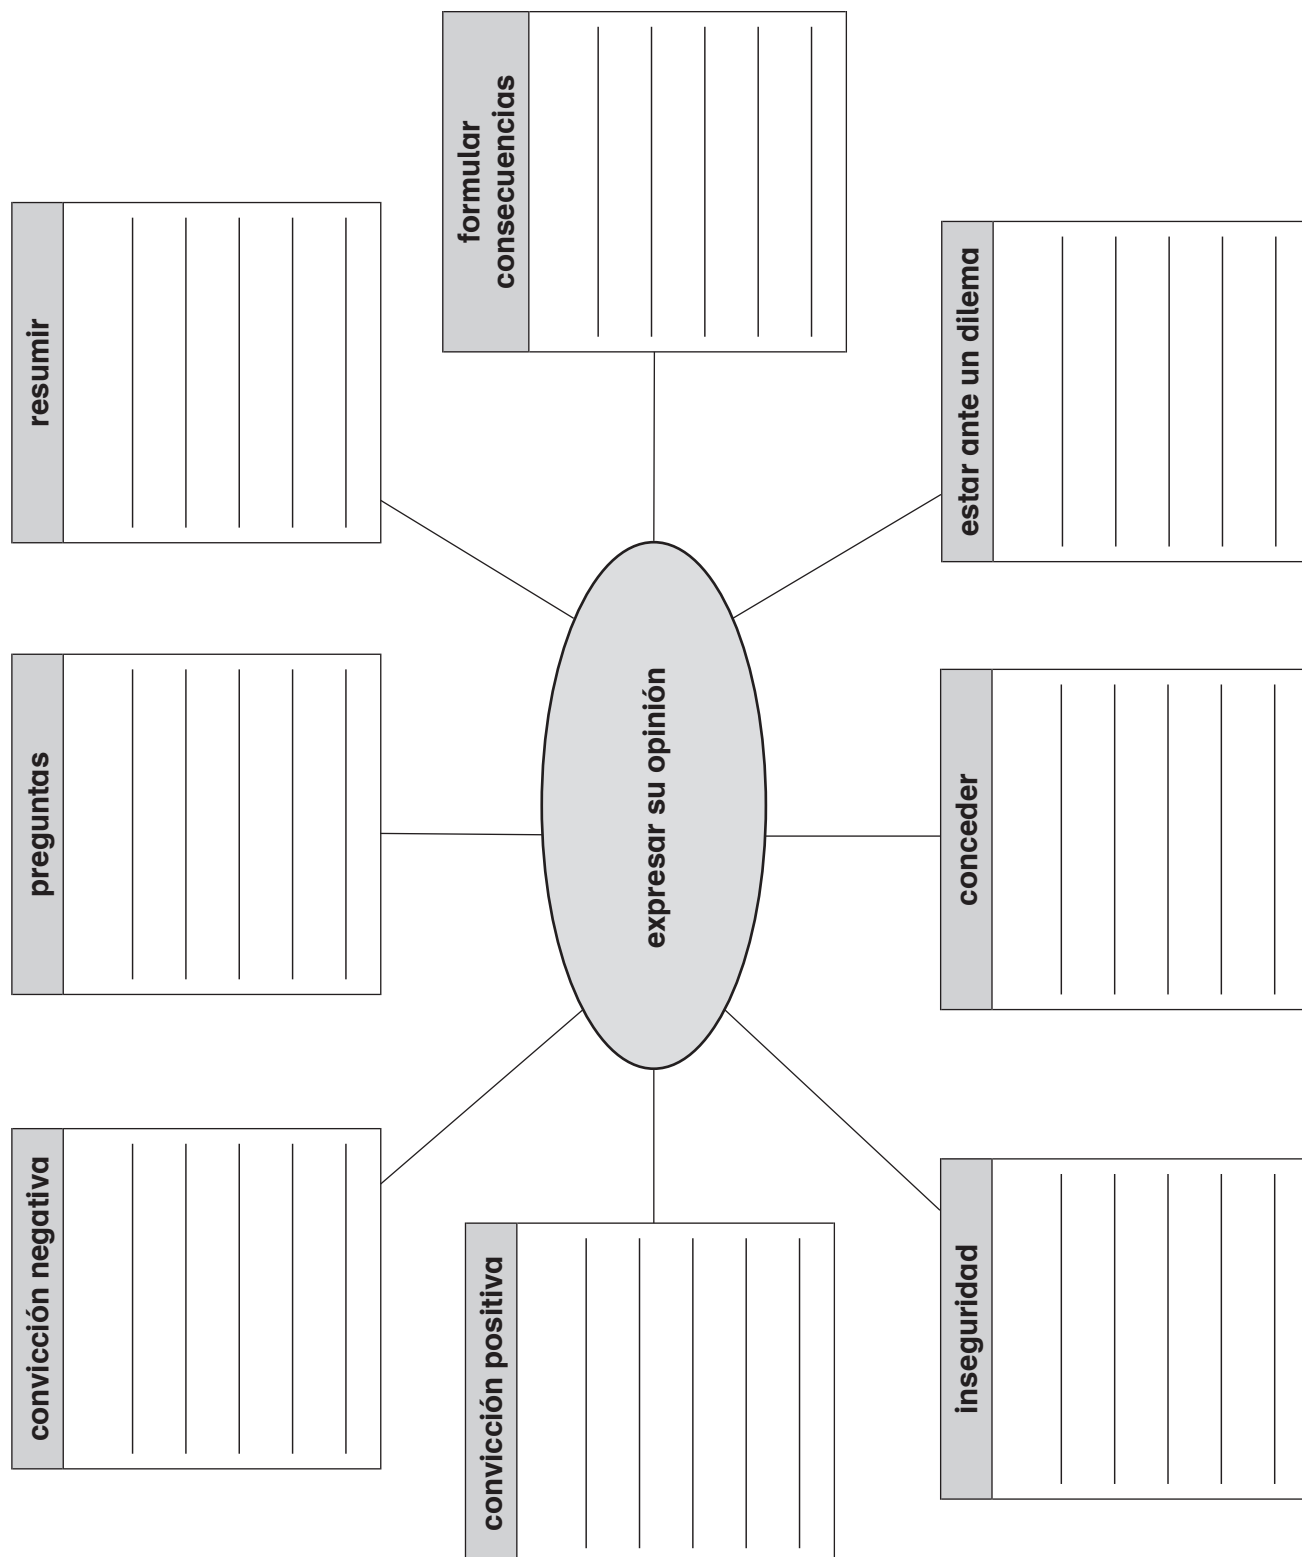 convicción negativa
preguntas
resumir
convicción positiva
expresar su opinión
formular
consecuencias
inseguridad
conceder
estar ante un dilema